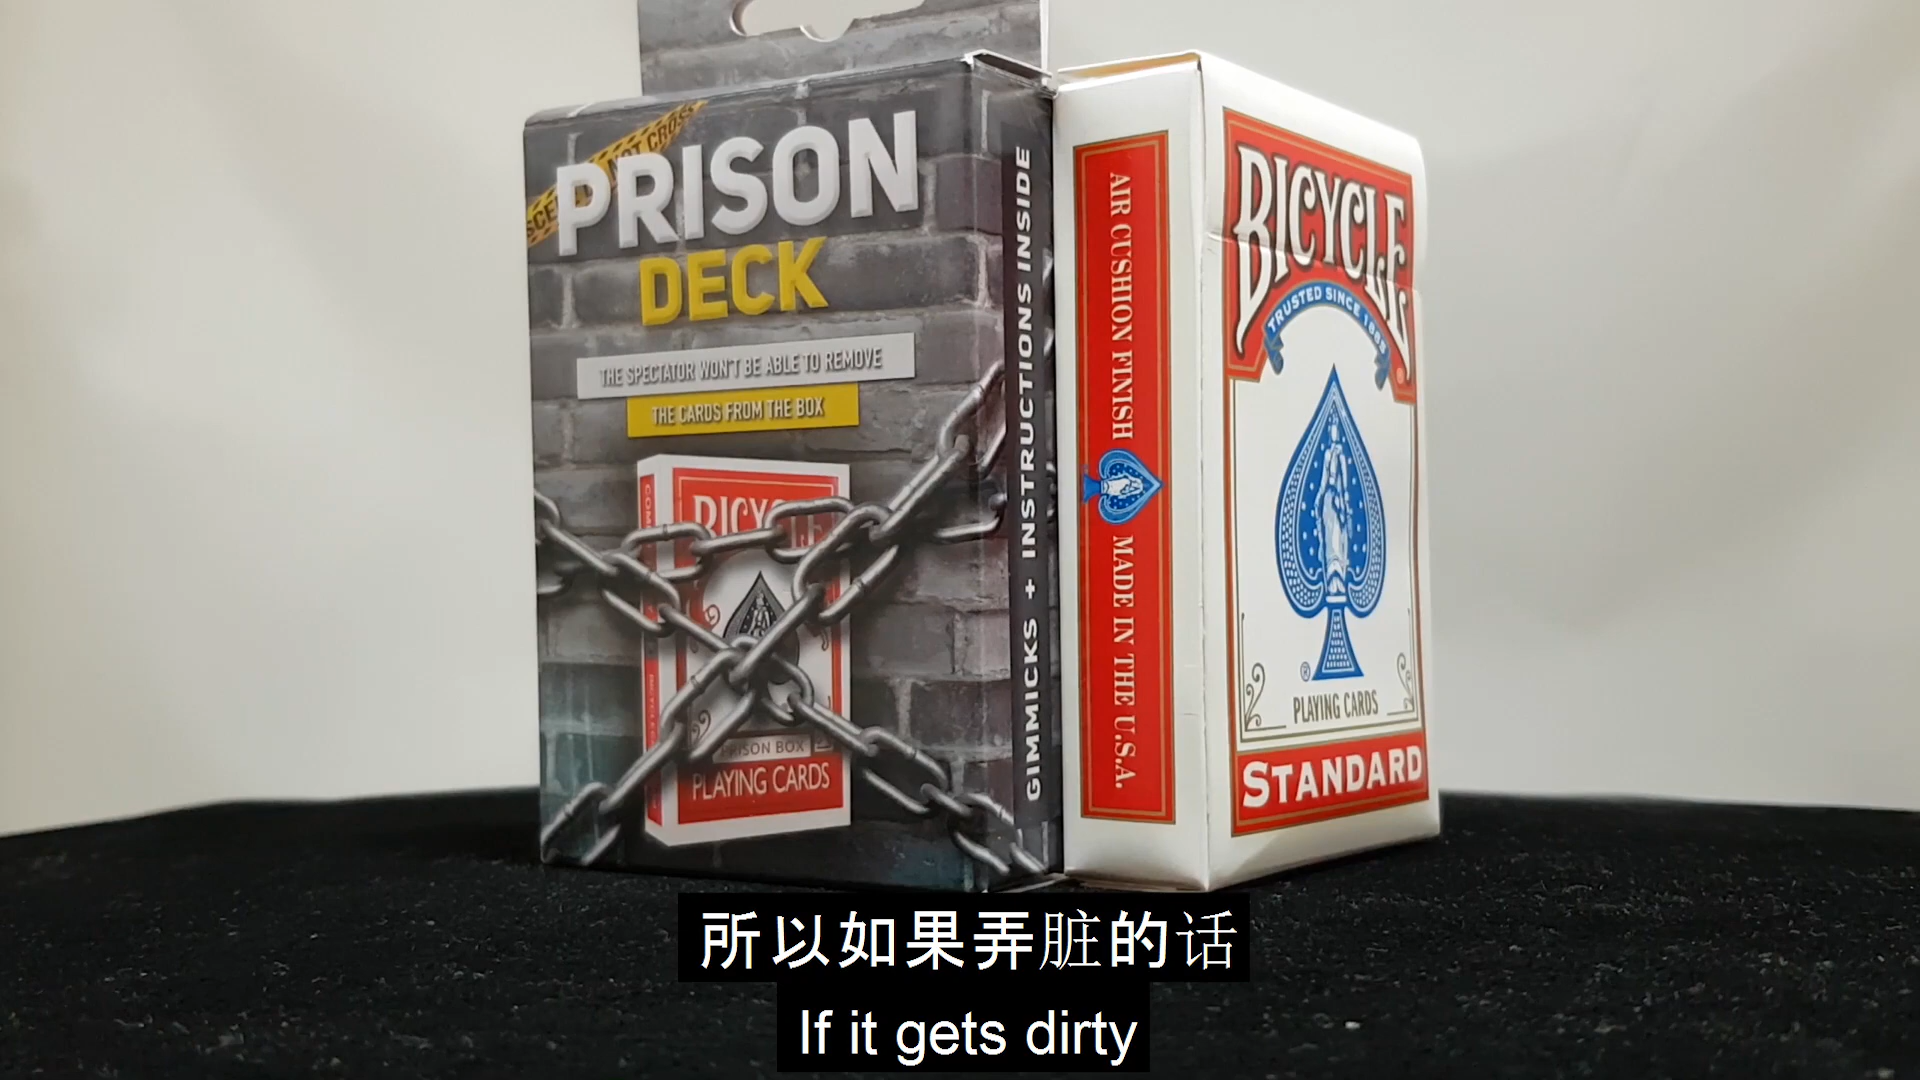 NOT CROSS
PRISON
DECK
THE SPECTATOR WON'T BE ABLE TO REMOVE
THE CARDS FROM THE BOX
PRISON BOX
PLAYING CARDS
GIMMICKS + INSTRUCTIONS INSIDE
AIR CUSHION FINISH
MADE IN THE U.S.A.
BICYCLE
TRUSTED SINCE 1885
®
PLAYING CARDS
STANDARD
所以如果弄脏的话
If it gets dirty